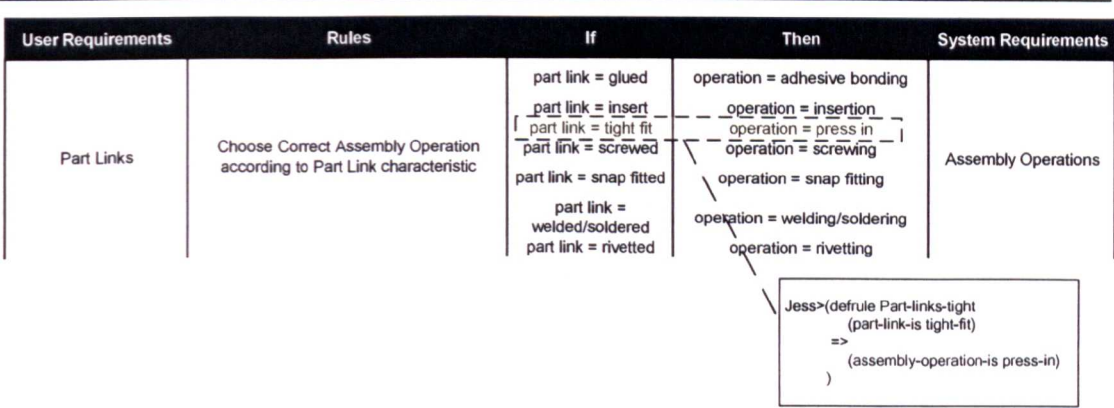 User Requirements Rules If Then System Requirements
part link = glued operation = adhesive bonding
part link = insert operation = insertion
part link = tight fit operation = press in
Choose Correct Assembly Operation
part link = screwed operation = screwing
Part Links
Assembly Operations
according to Part Link characteristic
part link = snap fitted operation = snap fitting
part link =
welded/soldered
operation = welding/soldering
part link = rivetted operation = rivetting
Jess>(defrule Part-links-tight
(part-link-is tight-fit)
=>
(assembly-operation-is press-in)
)